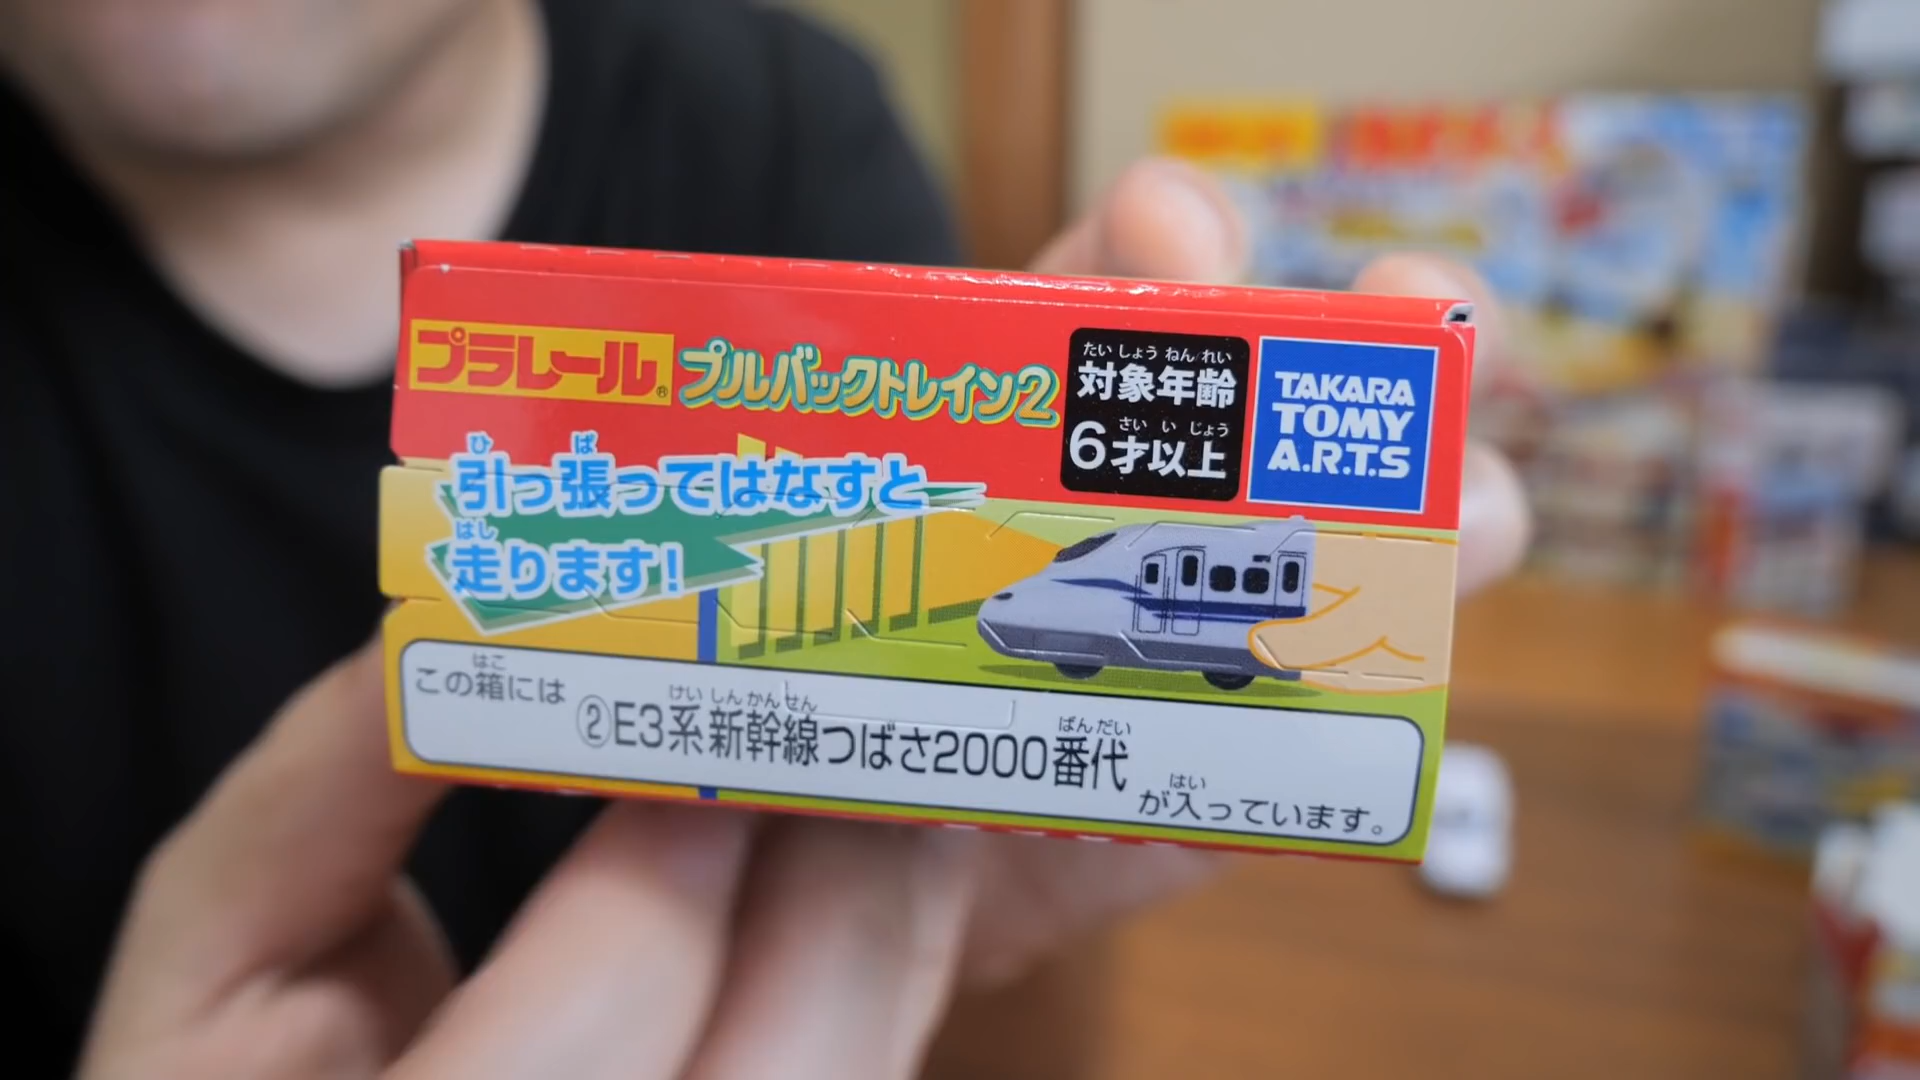 プラレール® プルバックトレイン2
たいしょうねんれい
対象年齢
さいいじょう
6才以上
TAKARA
TOMY
A.R.T.S
ひ ぱ
引っ張ってはなすと
はし
走ります!
はこ
この箱には
けい しんかんせん ばんだい
②E3系新幹線つばさ2000番代
はい
が入っています。